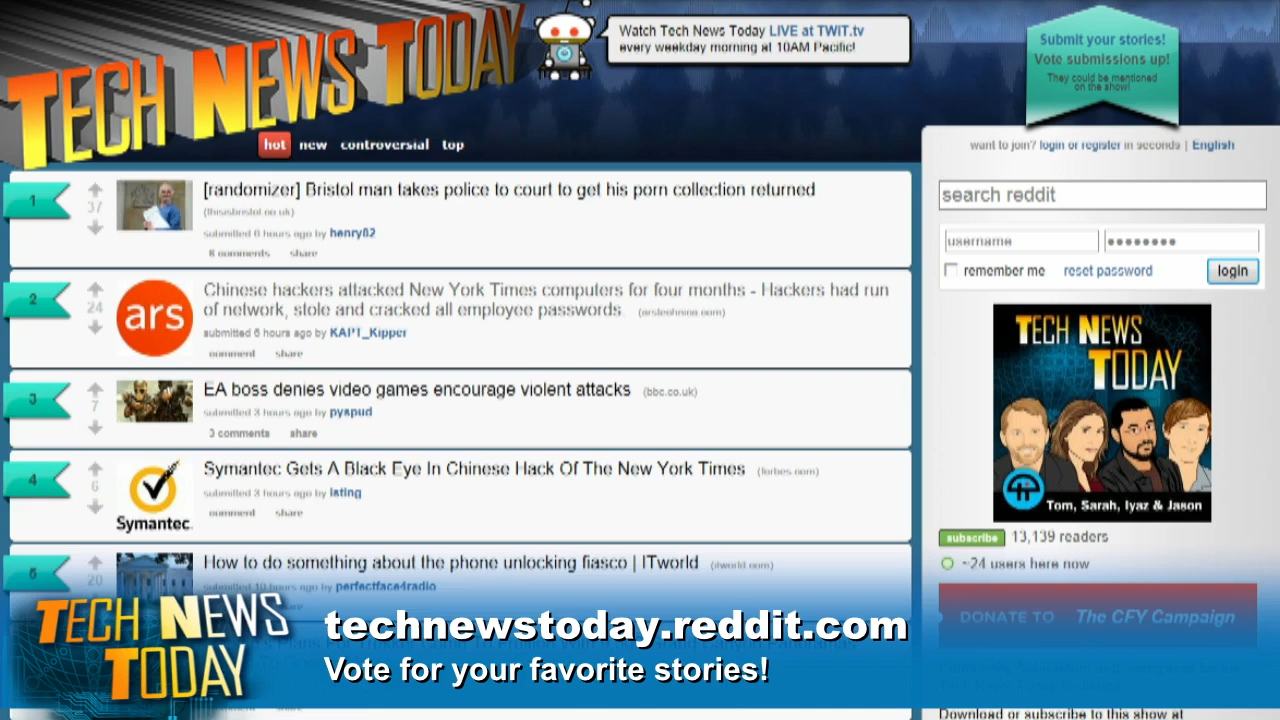 TECH NEWS TODAY
Watch Tech News Today LIVE at TWIT.tv
every weekday morning at 10AM Pacific!
Submit your stories!
Vote submissions up!
They could be mentioned
on the show!
hot new controversial top
want to join? login or register in seconds | English
search reddit
username
remember me reset password login
1
37
[randomizer] Bristol man takes police to court to get his porn collection returned
(thisisbristol.co.uk)
submitted 6 hours ago by henry82
8 comments share
2
24
ars
Chinese hackers attacked New York Times computers for four months - Hackers had run
of network, stole and cracked all employee passwords. (arstechnica.com)
submitted 6 hours ago by KAPT_Kipper
comment share
3
7
EA boss denies video games encourage violent attacks (bbc.co.uk)
submitted 3 hours ago by pyspud
3 comments share
4
6
Symantec.
Symantec Gets A Black Eye In Chinese Hack Of The New York Times (forbes.com)
submitted 3 hours ago by
comment share
5
20
How to do something about the phone unlocking fiasco | ITworld (itworld.com)
submitted 10 hours ago by perfectface4radio
TECH NEWS
TODAY
Tom, Sarah, Iyaz & Jason
subscribe 13,139 readers
~24 users here now
DONATE TO The CFY Campaign
Download or subscribe to this show at
TECH NEWS
TODAY
technewstoday.reddit.com
Vote for your favorite stories!